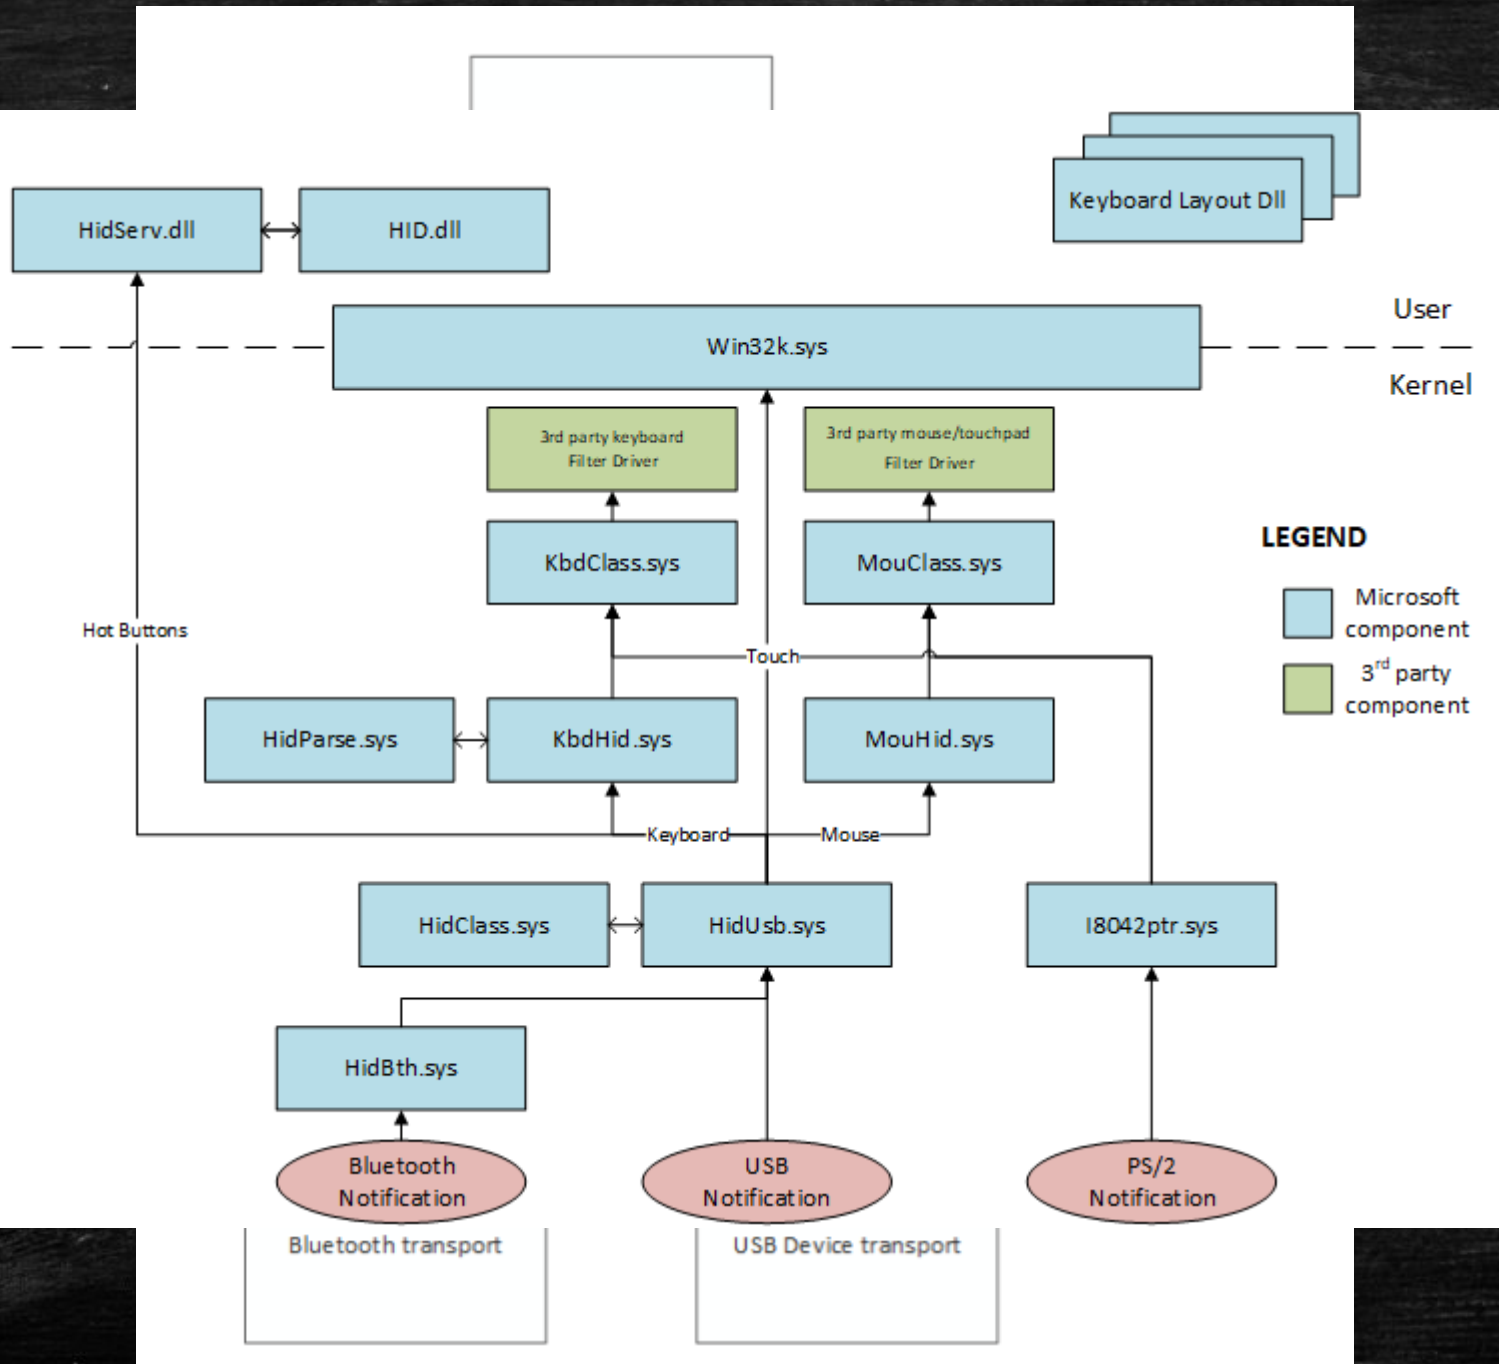 Keyboard Layout Dll
HidServ.dll
HID.dll
User
Win32k.sys
Kernel
3rd party keyboard
Filter Driver
3rd party mouse/touchpad
Filter Driver
LEGEND
KbdClass.sys
MouClass.sys
Microsoft
component
Hot Buttons
Touch
3rd party
component
HidParse.sys
KbdHid.sys
MouHid.sys
Keyboard
Mouse
HidClass.sys
HidUsb.sys
I8042ptr.sys
HidBth.sys
Bluetooth
Notification
USB
Notification
PS/2
Notification
Bluetooth transport
USB Device transport